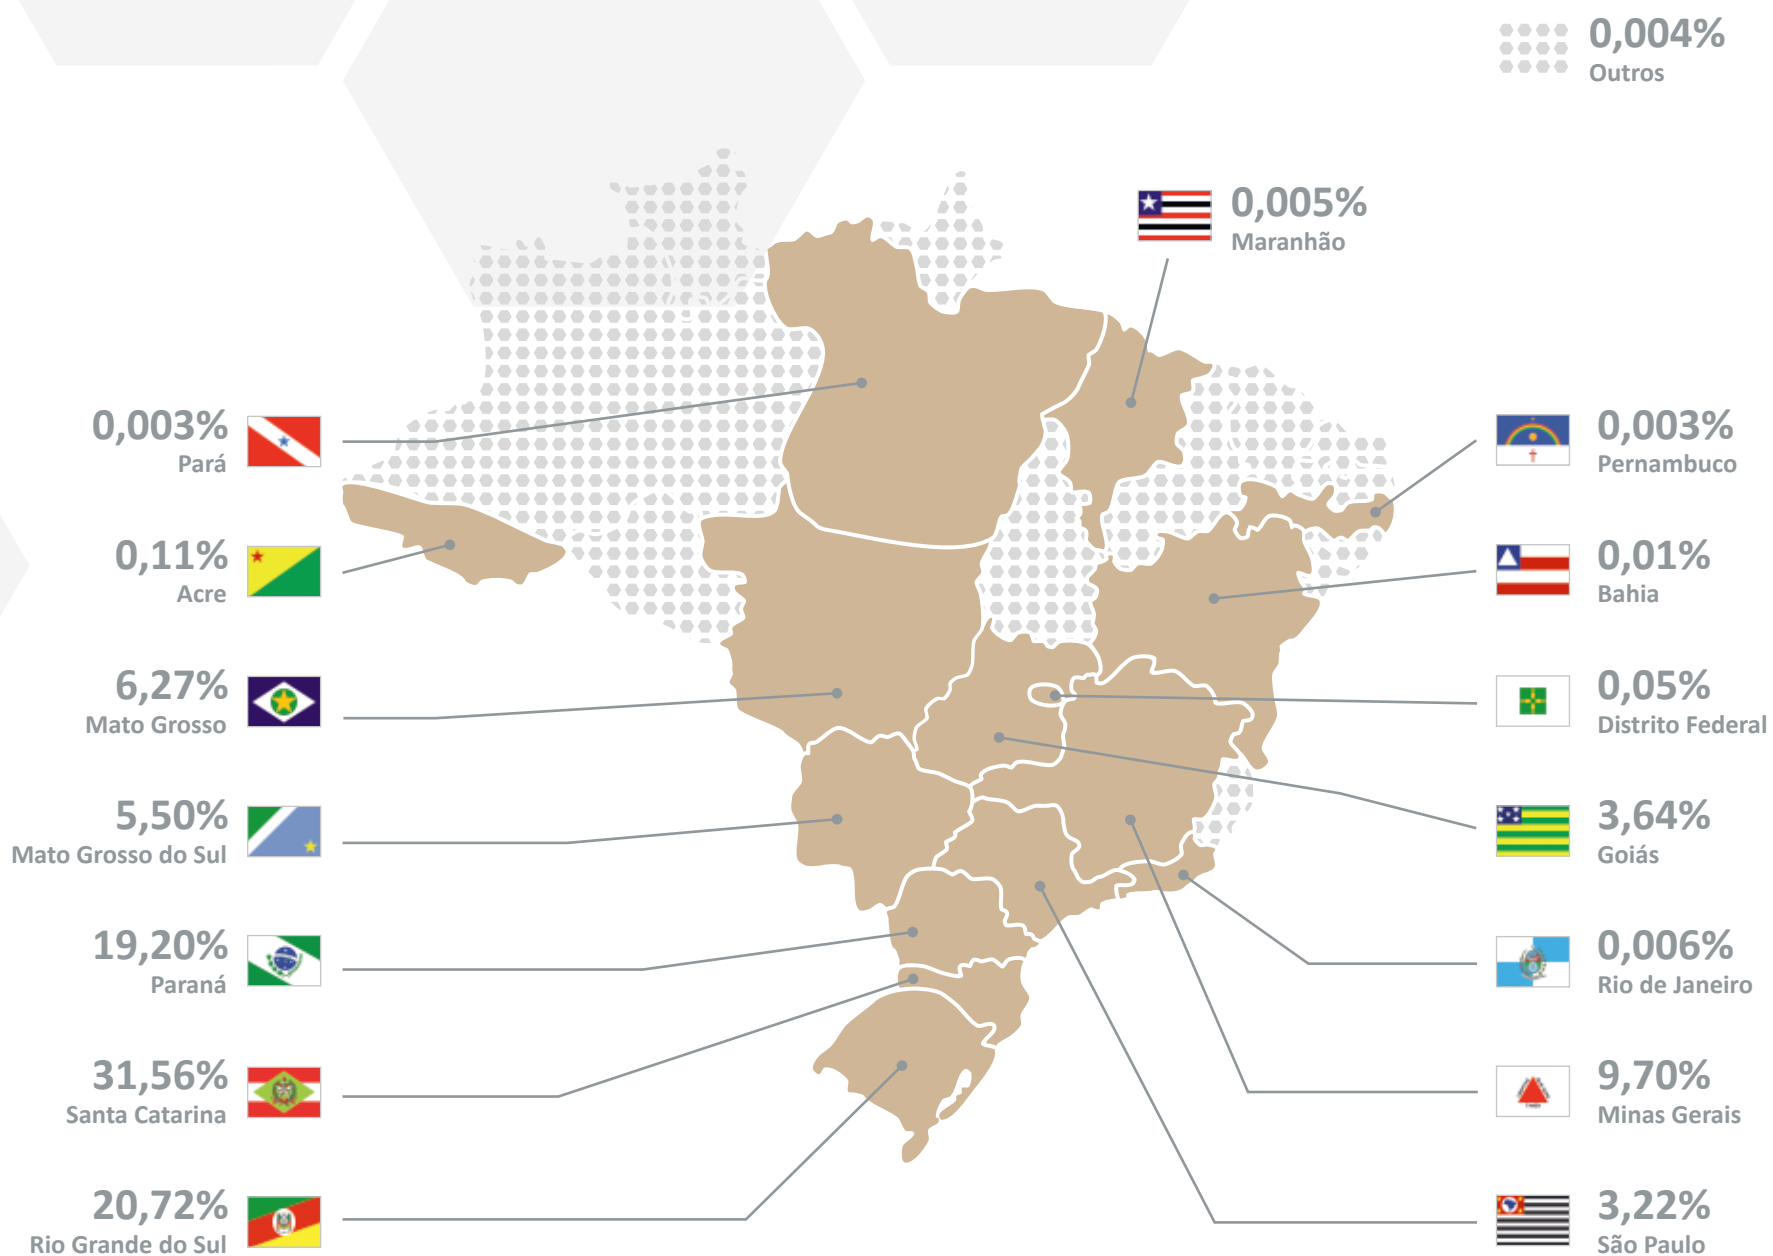 0,004%
Outros
0,005%
Maranhão
0,003%
Pará
0,11%
Acre
6,27%
Mato Grosso
5,50%
Mato Grosso do Sul
19,20%
Paraná
31,56%
Santa Catarina
20,72%
Rio Grande do Sul
0,003%
Pernambuco
0,01%
Bahia
0,05%
Distrito Federal
3,64%
Goiás
0,006%
Rio de Janeiro
9,70%
Minas Gerais
3,22%
São Paulo